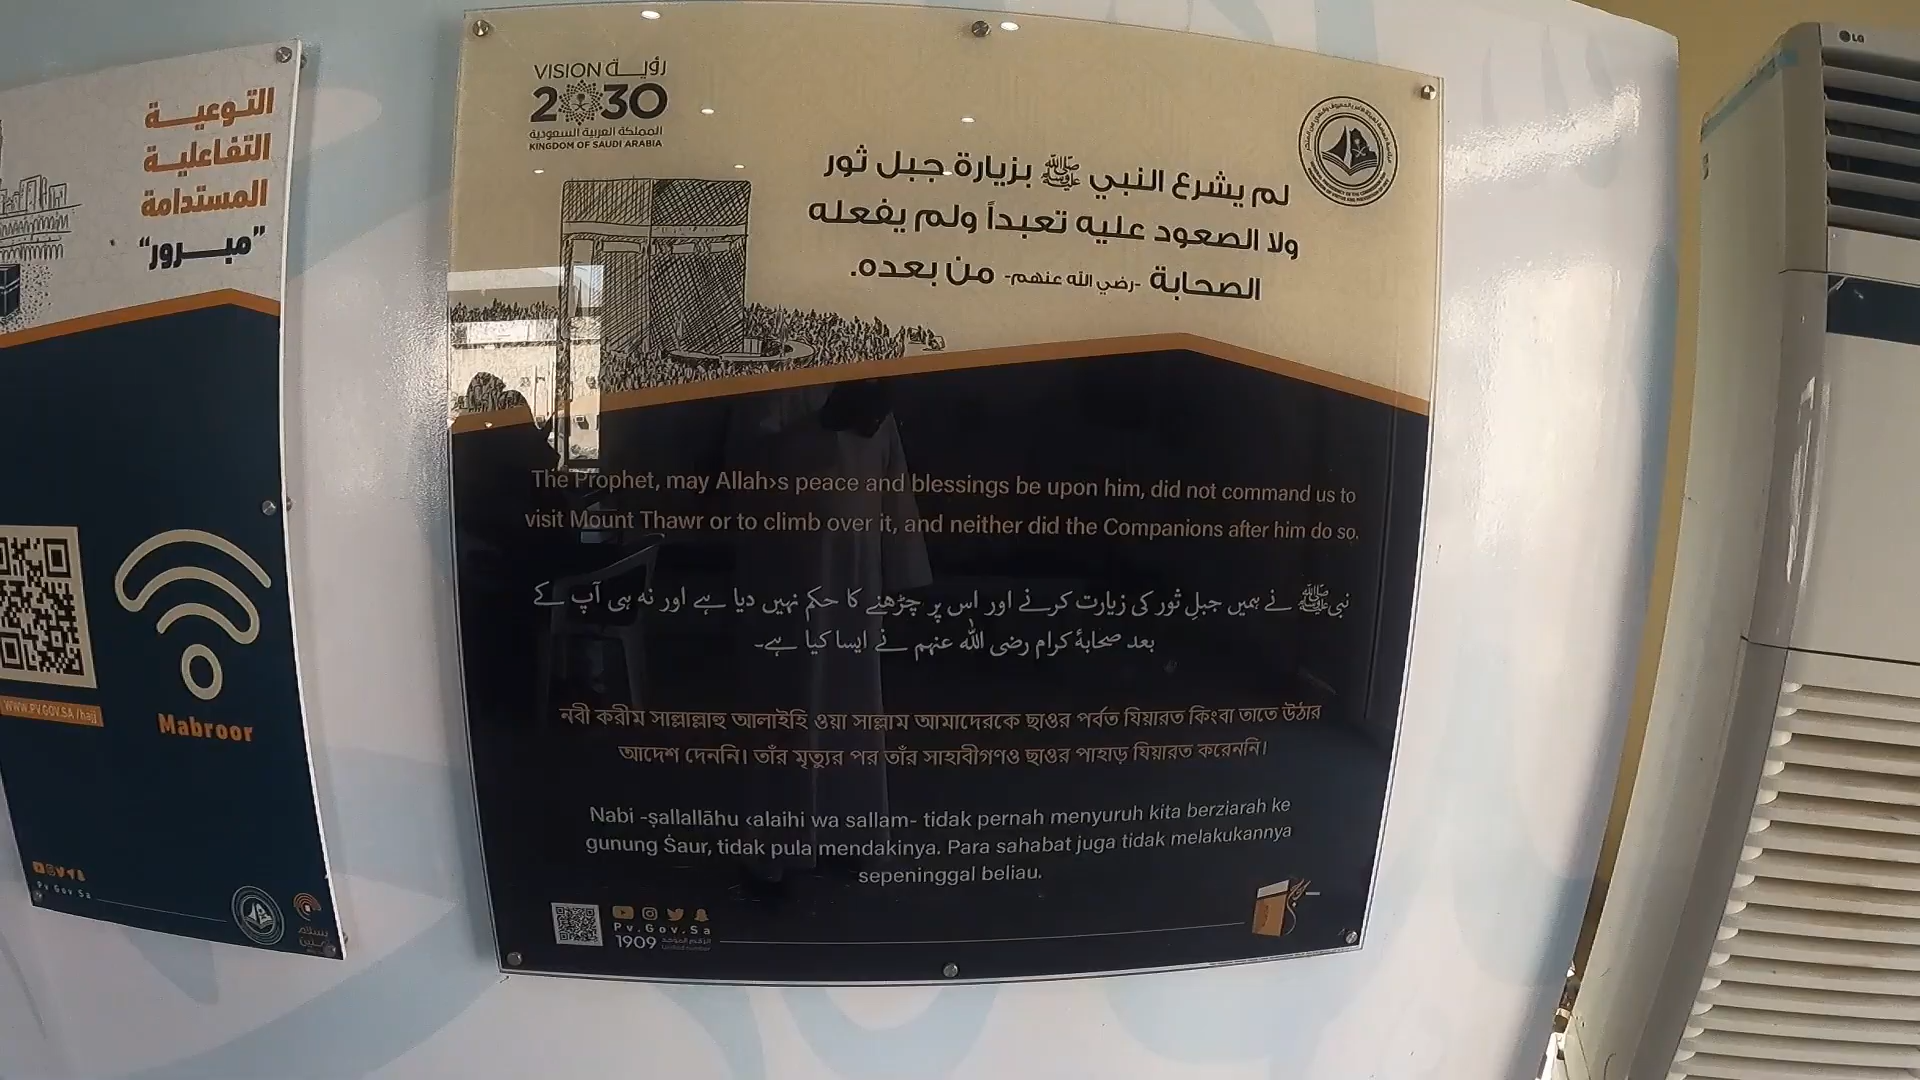 التوعية
التفاعلية
المستدامة
"مبرور"
WWW.PV.GOV.SA/hajj
Mabroor
Pv.Gov.Sa
VISION رؤية
2030
المملكة العربية السعودية
KINGDOM OF SAUDI ARABIA
لم يشرع النبي ﷺ بزيارة جبل ثور
ولا الصعود عليه تعبداً ولم يفعله
الصحابة -رضي الله عنهم- من بعده.
The Prophet, may Allah›s peace and blessings be upon him, did not command us to
visit Mount Thawr or to climb over it, and neither did the Companions after him do so.
نبی ﷺ نے ہمیں جبلِ ثور کی زیارت کرنے اور اس پر چڑھنے کا حکم نہیں دیا ہے اور نہ ہی آپ کے
بعد صحابۂ کرام رضی اللہ عنہم نے ایسا کیا ہے۔
নবী করীম সাল্লাল্লাহু আলাইহি ওয়া সাল্লাম আমাদেরকে ছাওর পর্বত যিয়ারত কিংবা তাতে উঠার
আদেশ দেননি। তাঁর মৃত্যুর পর তাঁর সাহাবীগণও ছাওর পাহাড় যিয়ারত করেননি।
Nabi -ṣallallāhu ‹alaihi wa sallam- tidak pernah menyuruh kita berziarah ke
gunung Ṡaur, tidak pula mendakinya. Para sahabat juga tidak melakukannya
sepeninggal beliau.
Pv.Gov.Sa
1909 الرقم الموحد
LG